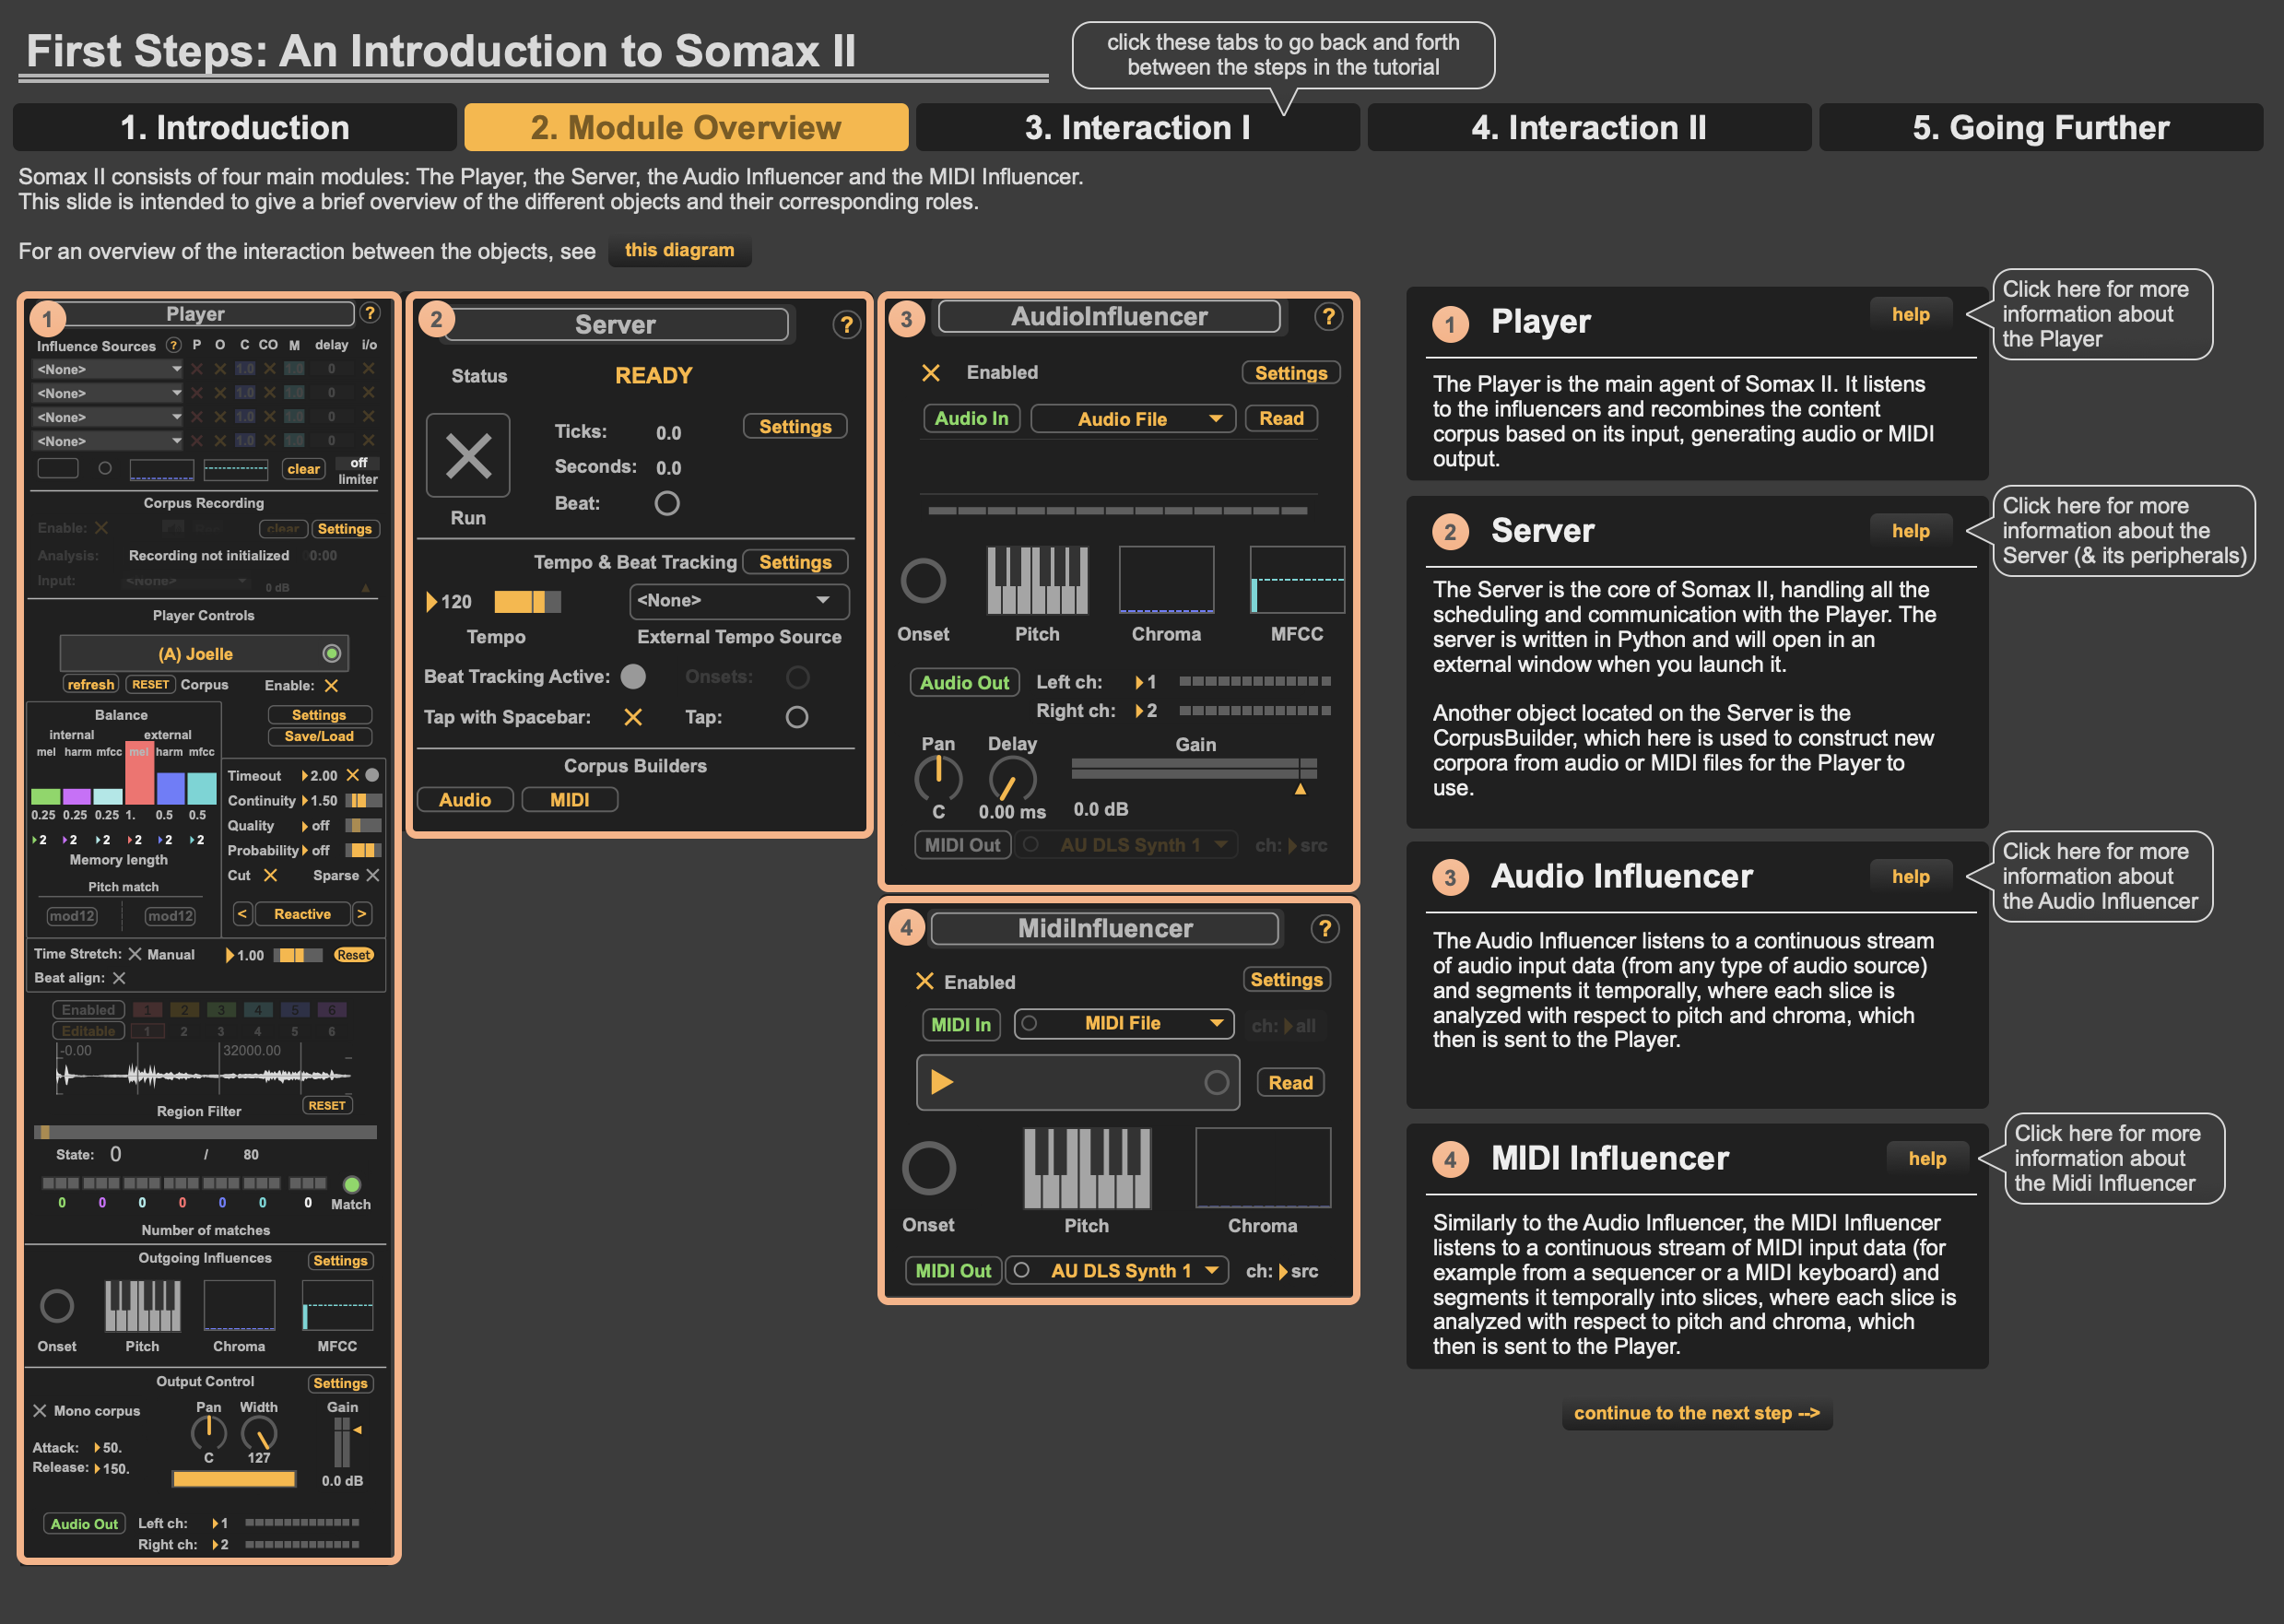 First Steps: An Introduction to Somax II
click these tabs to go back and forth
between the steps in the tutorial
1. Introduction
2. Module Overview
3. Interaction I
4. Interaction II
5. Going Further
Somax II consists of four main modules: The Player, the Server, the Audio Influencer and the MIDI Influencer.
This slide is intended to give a brief overview of the different objects and their corresponding roles.
For an overview of the interaction between the objects, see this diagram
1 Player ?
Influence Sources ? P O C CO M delay i/o
<None> 1.0 1.0 0
<None> 1.0 1.0 0
<None> 1.0 1.0 0
<None> 1.0 1.0 0
clear off
limiter
Corpus Recording
Enable: clear Settings
Analysis: Recording not initialized 0:00
Input: <None> 0 dB
Player Controls
(A) Joelle
refresh RESET Corpus Enable:
Balance
internal external
mel harm mfcc mel harm mfcc
0.25 0.25 0.25 1. 0.5 0.5
2 2 2 2 2 2
Memory length
Pitch match
mod12 mod12
Settings
Save/Load
Timeout 2.00
Continuity 1.50
Quality off
Probability off
Cut Sparse
< Reactive >
Time Stretch: Manual 1.00 Reset
Beat align:
Enabled 1 2 3 4 5 6
Editable 1 2 3 4 5 6
-0.00 32000.00
Region Filter RESET
State: 0 / 80
0 0 0 0 0 0 0 Match
Number of matches
Outgoing Influences Settings
Onset Pitch Chroma MFCC
Output Control Settings
Mono corpus Pan Width Gain
Attack: 50.
Release: 150.
C 127
0.0 dB
Audio Out Left ch: 1
Right ch: 2
2 Server ?
Status READY
Ticks: 0.0 Settings
Seconds: 0.0
Beat:
Run
Tempo & Beat Tracking Settings
120 <None>
Tempo External Tempo Source
Beat Tracking Active: Onsets:
Tap with Spacebar: Tap:
Corpus Builders
Audio MIDI
3 AudioInfluencer ?
Enabled Settings
Audio In Audio File Read
Onset Pitch Chroma MFCC
Audio Out Left ch: 1
Right ch: 2
Pan Delay Gain
C 0.00 ms 0.0 dB
MIDI Out AU DLS Synth 1 ch: src
4 MidiInfluencer ?
Enabled Settings
MIDI In MIDI File ch: all
Read
Onset Pitch Chroma
MIDI Out AU DLS Synth 1 ch: src
1 Player help
Click here for more
information about
the Player
The Player is the main agent of Somax II. It listens
to the influencers and recombines the content
corpus based on its input, generating audio or MIDI
output.
2 Server help
Click here for more
information about the
Server (& its peripherals)
The Server is the core of Somax II, handling all the
scheduling and communication with the Player. The
server is written in Python and will open in an
external window when you launch it.
Another object located on the Server is the
CorpusBuilder, which here is used to construct new
corpora from audio or MIDI files for the Player to
use.
3 Audio Influencer help
Click here for more
information about
the Audio Influencer
The Audio Influencer listens to a continuous stream
of audio input data (from any type of audio source)
and segments it temporally, where each slice is
analyzed with respect to pitch and chroma, which
then is sent to the Player.
4 MIDI Influencer help
Click here for more
information about
the Midi Influencer
Similarly to the Audio Influencer, the MIDI Influencer
listens to a continuous stream of MIDI input data (for
example from a sequencer or a MIDI keyboard) and
segments it temporally into slices, where each slice is
analyzed with respect to pitch and chroma, which
then is sent to the Player.
continue to the next step -->